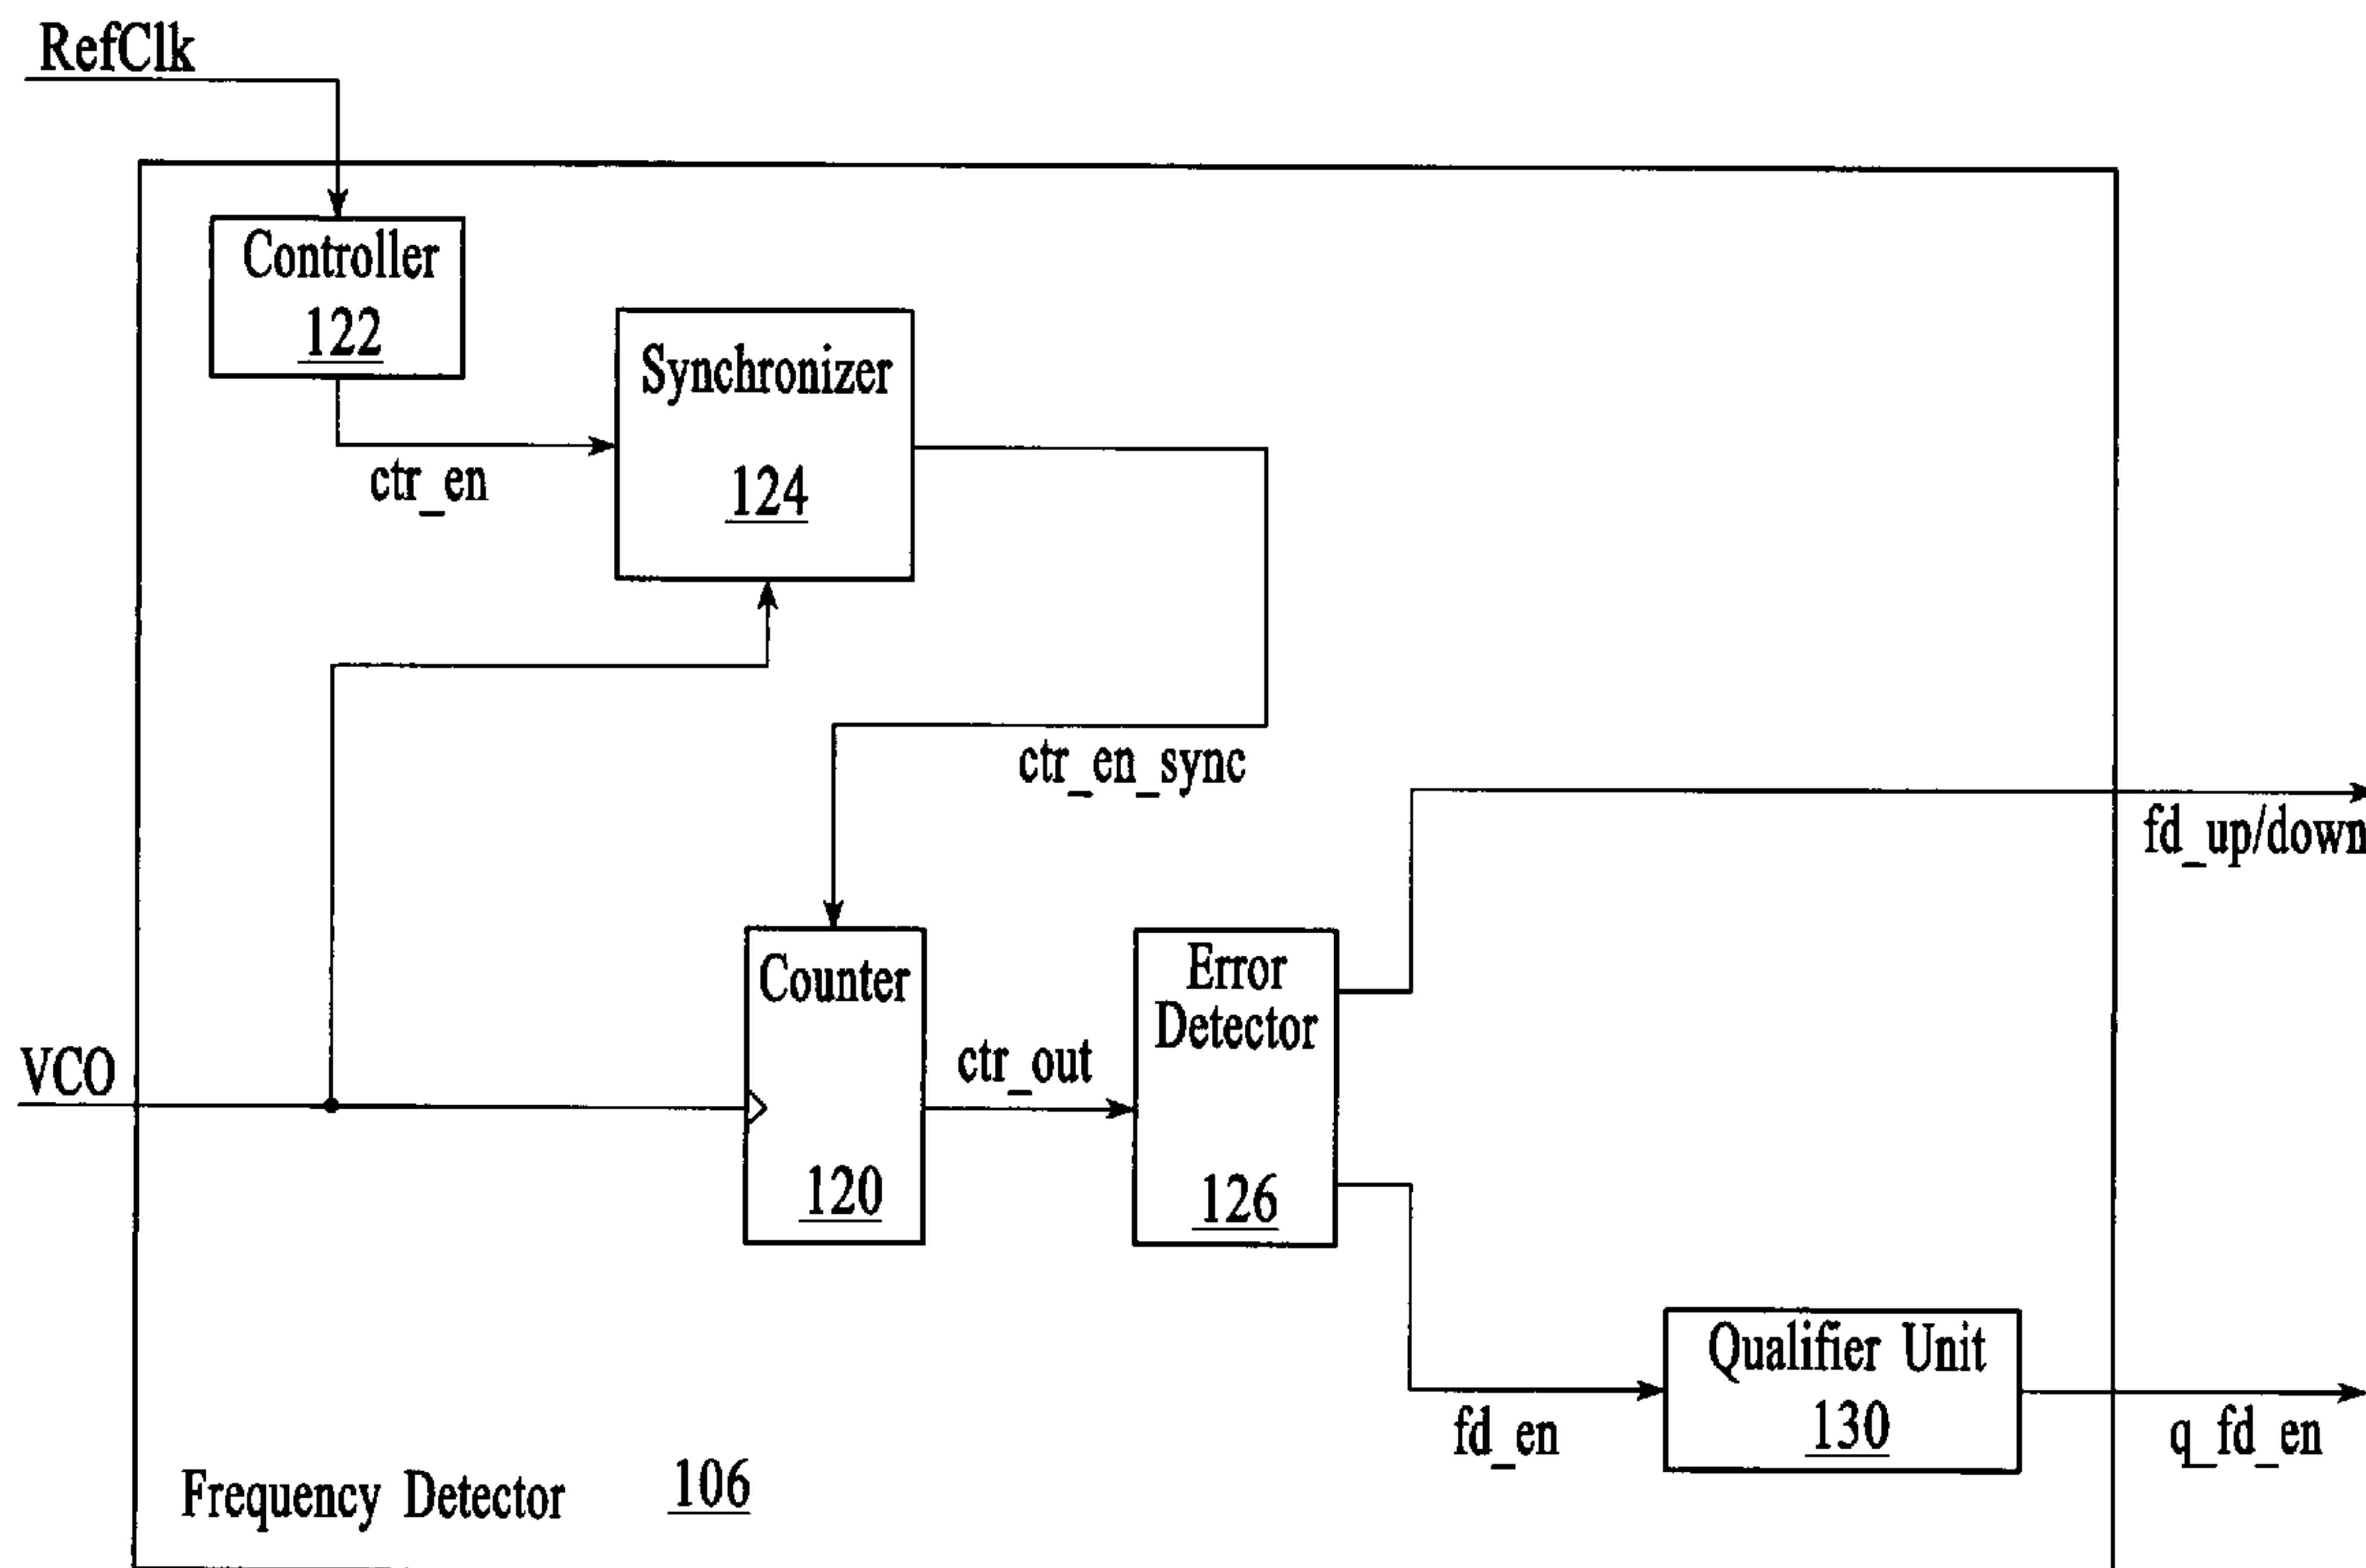 RefClk
Controller
122
Synchronizer
124
ctr_en
ctr_en_sync
fd_up/down
Counter
120
VCO
ctr_out
Error
Detector
126
fd_en
Qualifier Unit
130
q_fd_en
Frequency Detector 106